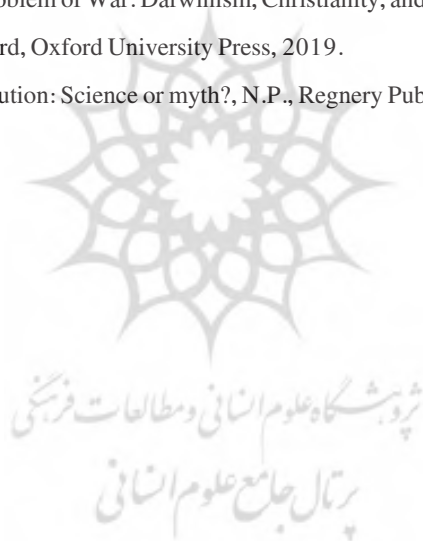 oblem of War: Darwinism, Christianity, and
rd, Oxford University Press, 2019.
ution: Science or myth?, N.P., Regnery Pub
پژوهشگاه علوم انسانی و مطالعات فرهنگی
پرتال جامع علوم انسانی